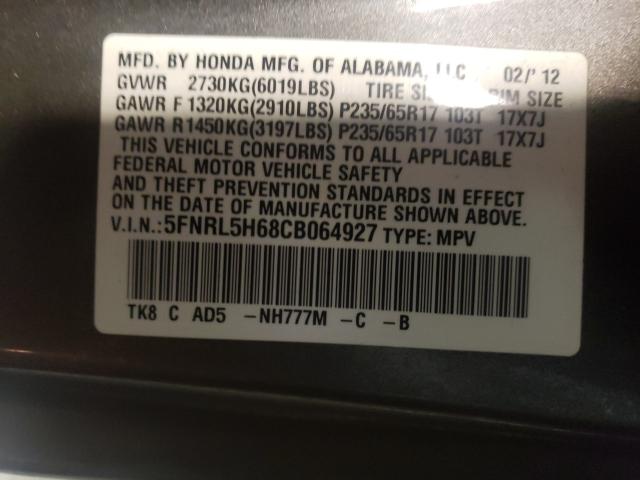 MFD. BY HONDA MFG. OF ALABAMA, LLC 02/' 12
GVWR 2730KG(6019LBS) TIRE SIZE RIM SIZE
GAWR F 1320KG(2910LBS) P235/65R17 103T 17X7J
GAWR R1450KG(3197LBS) P235/65R17 103T 17X7J
THIS VEHICLE CONFORMS TO ALL APPLICABLE
FEDERAL MOTOR VEHICLE SAFETY
AND THEFT PREVENTION STANDARDS IN EFFECT
ON THE DATE OF MANUFACTURE SHOWN ABOVE.
V.I.N.:5FNRL5H68CB064927 TYPE: MPV
TK8 C AD5 -NH777M -C -B